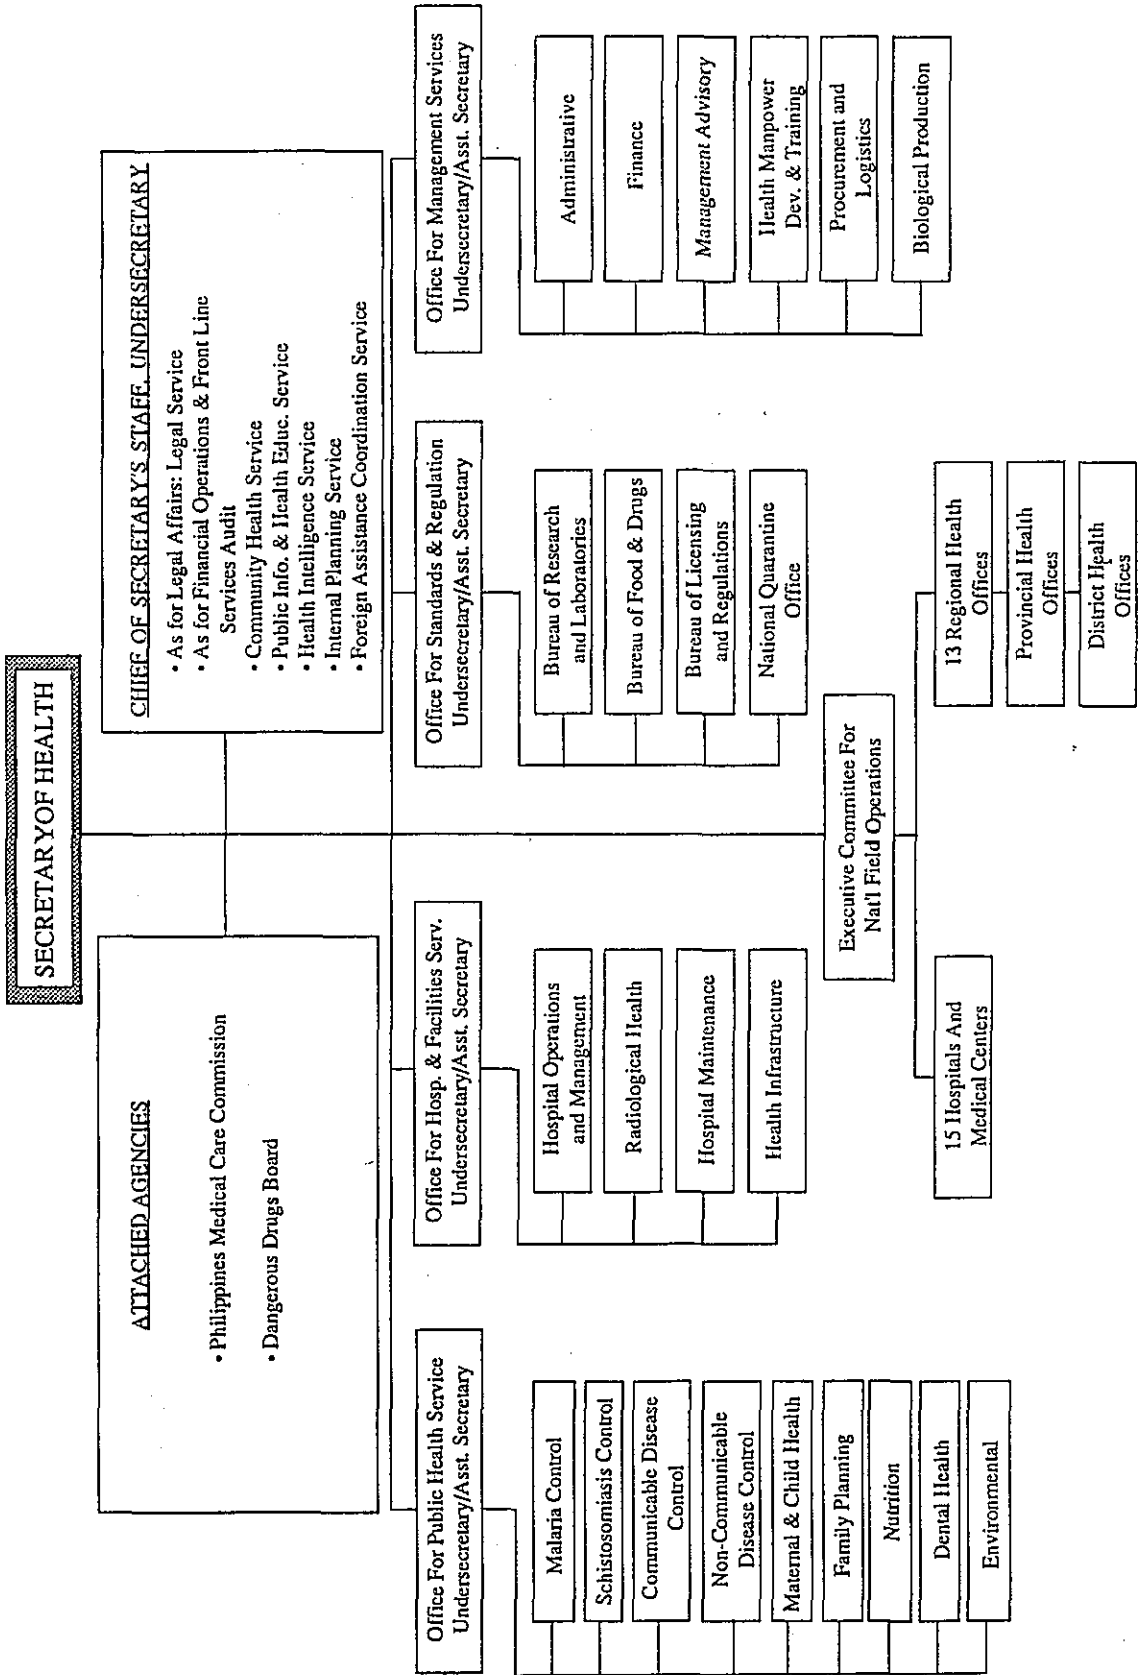 SECRETARYOF HEALTH
ATTACHED AGENCIES
• Philippines Medical Care Commission
• Dangerous Drugs Board
CHIEF OF SECRETARY'S STAFF, UNDERSECRETARY
• As for Legal Affairs: Legal Service
• As for Financial Operations & Front Line
Services Audit
• Community Health Service
• Public Info. & Health Educ. Service
• Health Intelligence Service
• Internal Planning Service
• Foreign Assistance Coordination Service
Office For Public Health Service
Undersecretary/Asst. Secretary
Malaria Control
Schistosomiasis Control
Communicable Disease
Control
Non-Communicable
Disease Control
Maternal & Child Health
Family Planning
Nutrition
Dental Health
Environmental
Office For Hosp. & Facilities Serv.
Undersecretary/Asst. Secretary
Hospital Operations
and Management
Radiological Health
Hospital Maintenance
Health Infrastructure
Office For Standards & Regulation
Undersecretary/Asst. Secretary
Bureau of Research
and Laboratories
Bureau of Food & Drugs
Bureau of Licensing
and Regulations
National Quarantine
Office
Office For Management Services
Undersecretary/Asst. Secretary
Administrative
Finance
Management Advisory
Health Manpower
Dev. & Training
Procurement and
Logistics
Biological Production
Executive Committee For
Nat'l Field Operations
15 Hospitals And
Medical Centers
13 Regional Health
Offices
Provincial Health
Offices
District Health
Offices